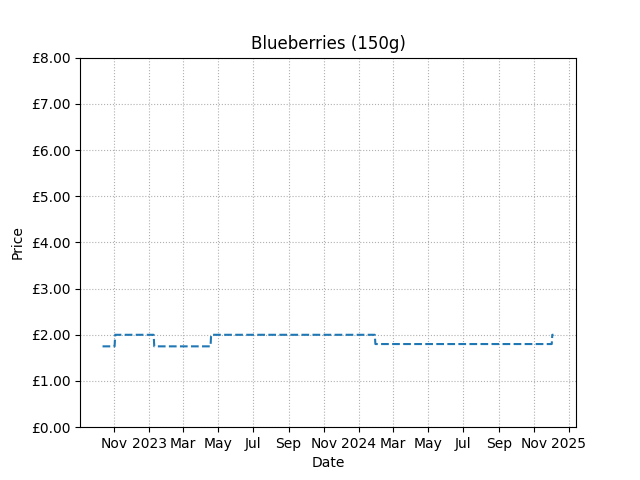 Blueberries (150g)
£8.00
£7.00
£6.00
£5.00
£4.00
£3.00
£2.00
£1.00
£0.00
Price
Nov 2023 Mar May Jul Sep Nov 2024 Mar May Jul Sep Nov 2025
Date